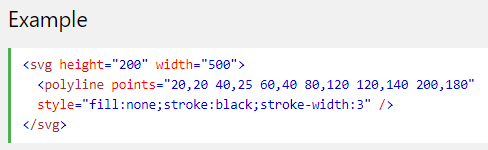 Example
<svg height="200" width="500">
<polyline points="20,20 40,25 60,40 80,120 120,140 200,180"
style="fill:none;stroke:black;stroke-width:3" />
</svg>